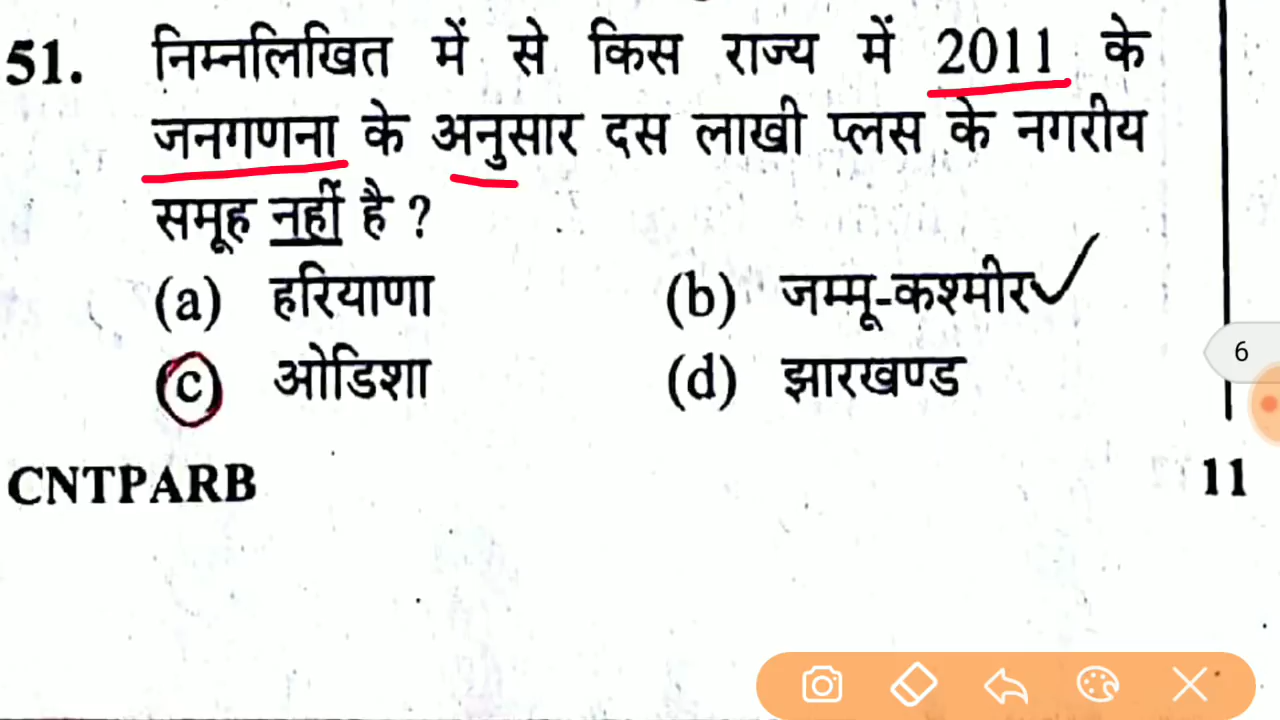 51. निम्नलिखित में से किस राज्य में 2011 के
जनगणना के अनुसार दस लाखी प्लस के नगरीय
समूह नहीं है ?
(a) हरियाणा (b) जम्मू-कश्मीर
(c) ओडिशा (d) झारखण्ड
6
CNTPARB 11